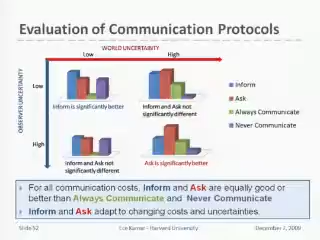 Evaluation of Communication Protocols
WORLD UNCERTAINTY
Low High
OBSERVER UNCERTAINTY
Low
Inform is significantly better
Inform and Ask not
significantly different
Inform
Ask
Always Communicate
Never Communicate
High
Inform and Ask not
significantly different
Ask is significantly better
For all communication costs, Inform and Ask are equally good or
better than Always Communicate and Never Communicate
Inform and Ask adapt to changing costs and uncertainties.
Slide 52 Ece Kamar - Harvard University December 2, 2009